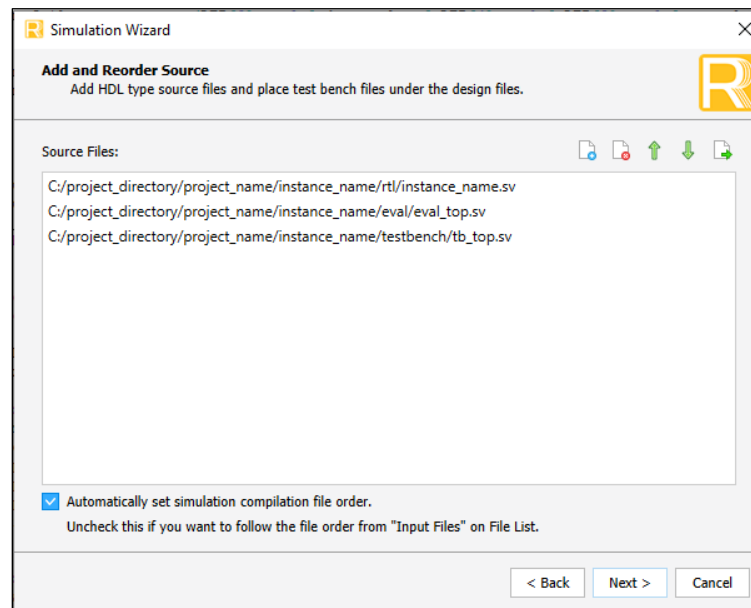 Simulation Wizard
Add and Reorder Source
Add HDL type source files and place test bench files under the design files.
Source Files:
C:/project_directory/project_name/instance_name/rtl/instance_name.sv
C:/project_directory/project_name/instance_name/eval/eval_top.sv
C:/project_directory/project_name/instance_name/testbench/tb_top.sv
Automatically set simulation compilation file order.
Uncheck this if you want to follow the file order from "Input Files" on File List.
< Back Next > Cancel